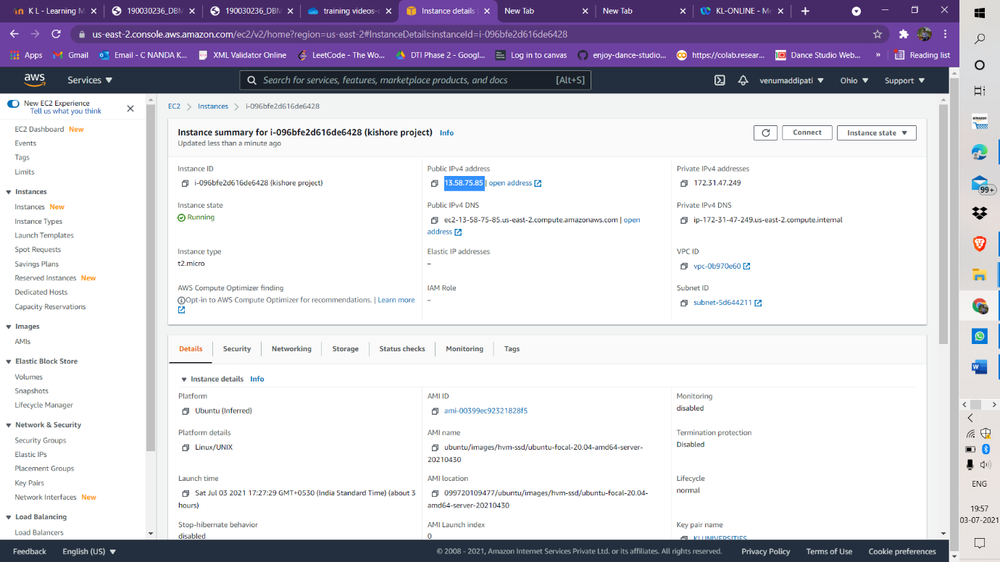 K L - Learning M
190030236_DBM
190030236_DBM
training videos -
Instance details
New Tab
New Tab
KL-ONLINE - Me
us-east-2.console.aws.amazon.com/ec2/v2/home?region=us-east-2#InstanceDetails:instanceId=i-096bfe2d616de6428
Apps
Gmail
Email - C NANDA K...
XML Validator Online
LeetCode - The Wo...
DTI Phase 2 - Googl...
Log in to canvas
enjoy-dance-studio...
https://colab.resear...
Dance Studio Web...
»
Reading list
aws
Services ▼
Search for services, features, marketplace products, and docs
[Alt+S]
venumaddipati ▼
Ohio ▼
Support ▼
New EC2 Experience
Tell us what you think
EC2 Dashboard New
Events
Tags
Limits
Instances
Instances New
Instance Types
Launch Templates
Spot Requests
Savings Plans
Reserved Instances New
Dedicated Hosts
Capacity Reservations
Images
AMIs
Elastic Block Store
Volumes
Snapshots
Lifecycle Manager
Network & Security
Security Groups
Elastic IPs
Placement Groups
Key Pairs
Network Interfaces New
Load Balancing
Load Balancers
EC2 > Instances > i-096bfe2d616de6428
Instance summary for i-096bfe2d616de6428 (kishore project) Info
Updated less than a minute ago
Connect
Instance state ▼
Instance ID
i-096bfe2d616de6428 (kishore project)
Public IPv4 address
13.58.75.85 | open address
Private IPv4 addresses
172.31.47.249
Instance state
Running
Public IPv4 DNS
ec2-13-58-75-85.us-east-2.compute.amazonaws.com | open
address
Private IPv4 DNS
ip-172-31-47-249.us-east-2.compute.internal
Instance type
t2.micro
Elastic IP addresses
–
VPC ID
vpc-0b970e60
AWS Compute Optimizer finding
Opt-in to AWS Compute Optimizer for recommendations. | Learn more
IAM Role
–
Subnet ID
subnet-5d644211
Details
Security
Networking
Storage
Status checks
Monitoring
Tags
Instance details Info
Platform
Ubuntu (Inferred)
AMI ID
ami-00399ec92321828f5
Monitoring
disabled
Platform details
Linux/UNIX
AMI name
ubuntu/images/hvm-ssd/ubuntu-focal-20.04-amd64-server-
20210430
Termination protection
Disabled
Launch time
Sat Jul 03 2021 17:27:29 GMT+0530 (India Standard Time) (about 3
hours)
AMI location
099720109477/ubuntu/images/hvm-ssd/ubuntu-focal-20.04-
amd64-server-20210430
Lifecycle
normal
Stop-hibernate behavior
disabled
AMI Launch index
0
Key pair name
KLUNIVERSITIES
Feedback
English (US) ▼
© 2008 - 2021, Amazon Internet Services Private Ltd. or its affiliates. All rights reserved.
Privacy Policy
Terms of Use
Cookie preferences
amazon
99+
ENG
19:57
03-07-2021